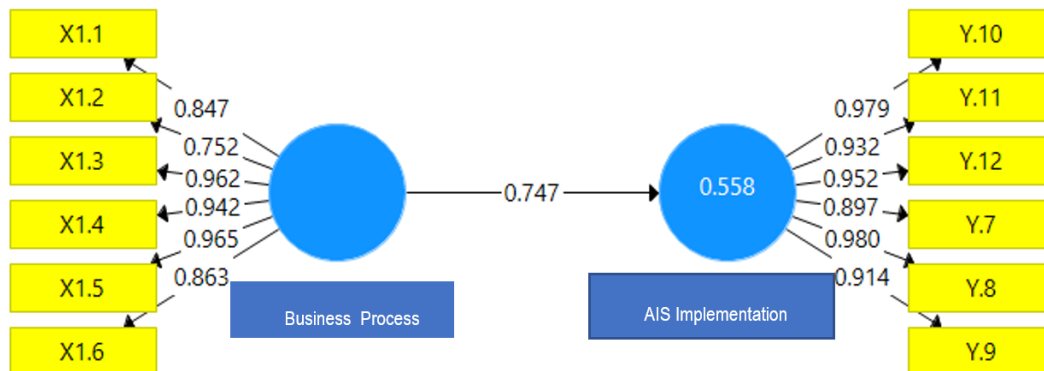 X1.1
X1.2
X1.3
X1.4
X1.5
X1.6
0.847
0.752
0.962
0.942
0.965
0.863
Business Process
0.747
0.558
AIS Implementation
0.979
0.932
0.952
0.897
0.980
0.914
Y.10
Y.11
Y.12
Y.7
Y.8
Y.9